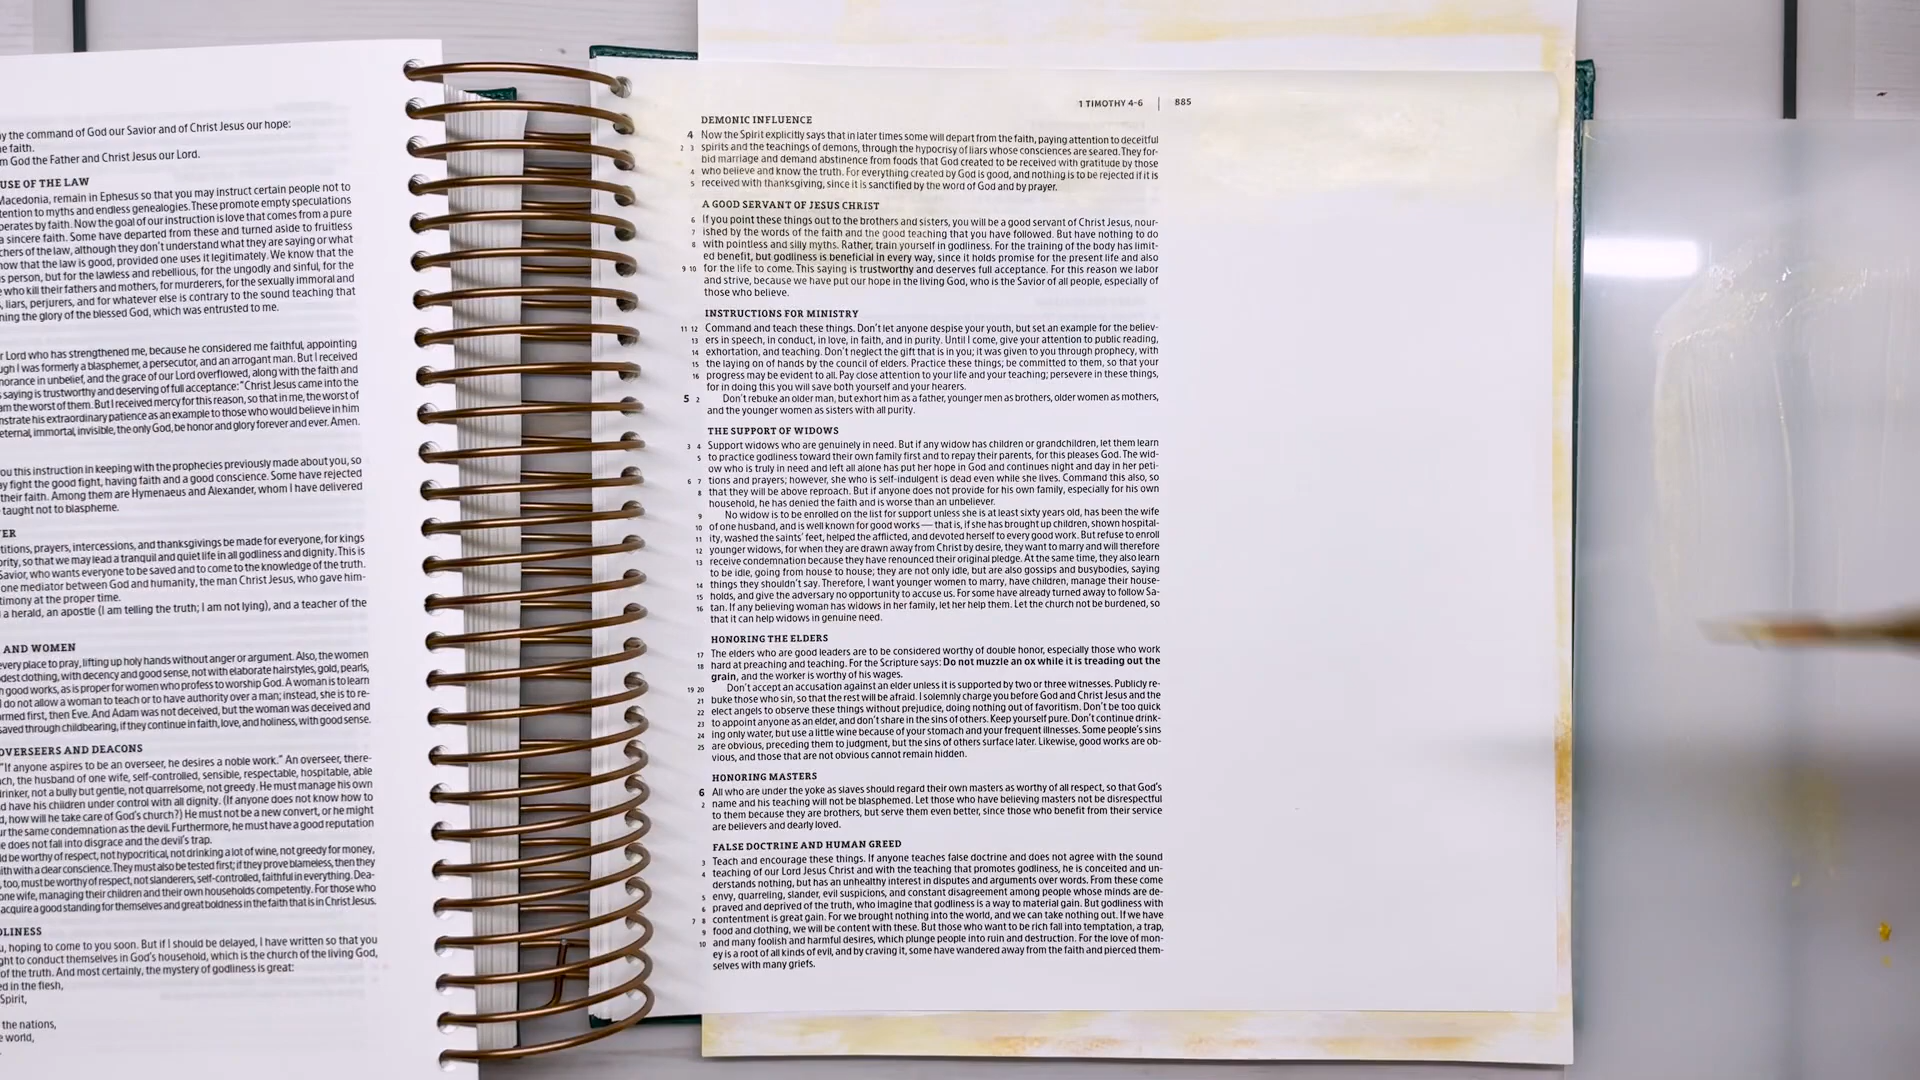 y the command of God our Savior and of Christ Jesus our hope:
e faith.
m God the Father and Christ Jesus our Lord.
USE OF THE LAW
Macedonia, remain in Ephesus so that you may instruct certain people not to
tention to myths and endless genealogies. These promote empty speculations
perates by faith. Now the goal of our instruction is love that comes from a pure
a sincere faith. Some have departed from these and turned aside to fruitless
chers of the law, although they don't understand what they are saying or what
now that the law is good, provided one uses it legitimately. We know that the
s person, but for the lawless and rebellious, for the ungodly and sinful, for the
e who kill their fathers and mothers, for murderers, for the sexually immoral and
, liars, perjurers, and for whatever else is contrary to the sound teaching that
ning the glory of the blessed God, which was entrusted to me.
r Lord who has strengthened me, because he considered me faithful, appointing
ugh I was formerly a blasphemer, a persecutor, and an arrogant man. But I received
norance in unbelief, and the grace of our Lord overflowed, along with the faith and
saying is trustworthy and deserving of full acceptance: "Christ Jesus came into the
am the worst of them. But I received mercy for this reason, so that in me, the worst of
nstrate his extraordinary patience as an example to those who would believe in him
eternal, immortal, invisible, the only God, be honor and glory forever and ever. Amen.
ou this instruction in keeping with the prophecies previously made about you, so
y fight the good fight, having faith and a good conscience. Some have rejected
their faith. Among them are Hymenaeus and Alexander, whom I have delivered
taught not to blaspheme.
ER
titions, prayers, intercessions, and thanksgivings be made for everyone, for kings
ority, so that we may lead a tranquil and quiet life in all godliness and dignity. This is
Savior, who wants everyone to be saved and to come to the knowledge of the truth.
one mediator between God and humanity, the man Christ Jesus, who gave him-
timony at the proper time.
a herald, an apostle (I am telling the truth; I am not lying), and a teacher of the
AND WOMEN
every place to pray, lifting up holy hands without anger or argument. Also, the women
dest clothing, with decency and good sense, not with elaborate hairstyles, gold, pearls,
h good works, as is proper for women who profess to worship God. A woman is to learn
I do not allow a woman to teach or to have authority over a man; instead, she is to re-
ormed first, then Eve. And Adam was not deceived, but the woman was deceived and
saved through childbearing, if they continue in faith, love, and holiness, with good sense.
OVERSEERS AND DEACONS
"If anyone aspires to be an overseer, he desires a noble work." An overseer, there-
ch, the husband of one wife, self-controlled, sensible, respectable, hospitable, able
rinker, not a bully but gentle, not quarrelsome, not greedy. He must manage his own
d have his children under control with all dignity. (If anyone does not know how to
d, how will he take care of God's church?) He must not be a new convert, or he might
ur the same condemnation as the devil. Furthermore, he must have a good reputation
e does not fall into disgrace and the devil's trap.
ld be worthy of respect, not hypocritical, not drinking a lot of wine, not greedy for money,
ith with a clear conscience. They must also be tested first; if they prove blameless, then they
too, must be worthy of respect, not slanderers, self-controlled, faithful in everything. Dea-
one wife, managing their children and their own households competently. For those who
acquire a good standing for themselves and great boldness in the faith that is in Christ Jesus.
OLINESS
u, hoping to come to you soon. But if I should be delayed, I have written so that you
ght to conduct themselves in God's household, which is the church of the living God,
of the truth. And most certainly, the mystery of godliness is great:
ed in the flesh,
Spirit,
the nations,
e world,
1 TIMOTHY 4-6 | 885
DEMONIC INFLUENCE
4 Now the Spirit explicitly says that in later times some will depart from the faith, paying attention to deceitful
2 3 spirits and the teachings of demons, through the hypocrisy of liars whose consciences are seared. They for-
bid marriage and demand abstinence from foods that God created to be received with gratitude by those
4 who believe and know the truth. For everything created by God is good, and nothing is to be rejected if it is
5 received with thanksgiving, since it is sanctified by the word of God and by prayer.
A GOOD SERVANT OF JESUS CHRIST
6 If you point these things out to the brothers and sisters, you will be a good servant of Christ Jesus, nour-
7 ished by the words of the faith and the good teaching that you have followed. But have nothing to do
8 with pointless and silly myths. Rather, train yourself in godliness. For the training of the body has limit-
ed benefit, but godliness is beneficial in every way, since it holds promise for the present life and also
9 10 for the life to come. This saying is trustworthy and deserves full acceptance. For this reason we labor
and strive, because we have put our hope in the living God, who is the Savior of all people, especially of
those who believe.
INSTRUCTIONS FOR MINISTRY
11 12 Command and teach these things. Don't let anyone despise your youth, but set an example for the believ-
13 ers in speech, in conduct, in love, in faith, and in purity. Until I come, give your attention to public reading,
14 exhortation, and teaching. Don't neglect the gift that is in you; it was given to you through prophecy, with
15 the laying on of hands by the council of elders. Practice these things; be committed to them, so that your
16 progress may be evident to all. Pay close attention to your life and your teaching; persevere in these things,
for in doing this you will save both yourself and your hearers.
5 2 Don't rebuke an older man, but exhort him as a father, younger men as brothers, older women as mothers,
and the younger women as sisters with all purity.
THE SUPPORT OF WIDOWS
3 4 Support widows who are genuinely in need. But if any widow has children or grandchildren, let them learn
5 to practice godliness toward their own family first and to repay their parents, for this pleases God. The wid-
ow who is truly in need and left all alone has put her hope in God and continues night and day in her peti-
6 7 tions and prayers; however, she who is self-indulgent is dead even while she lives. Command this also, so
8 that they will be above reproach. But if anyone does not provide for his own family, especially for his own
household, he has denied the faith and is worse than an unbeliever.
9 No widow is to be enrolled on the list for support unless she is at least sixty years old, has been the wife
10 of one husband, and is well known for good works — that is, if she has brought up children, shown hospital-
11 ity, washed the saints' feet, helped the afflicted, and devoted herself to every good work. But refuse to enroll
12 younger widows, for when they are drawn away from Christ by desire, they want to marry and will therefore
13 receive condemnation because they have renounced their original pledge. At the same time, they also learn
to be idle, going from house to house; they are not only idle, but are also gossips and busybodies, saying
14 things they shouldn't say. Therefore, I want younger women to marry, have children, manage their house-
15 holds, and give the adversary no opportunity to accuse us. For some have already turned away to follow Sa-
16 tan. If any believing woman has widows in her family, let her help them. Let the church not be burdened, so
that it can help widows in genuine need.
HONORING THE ELDERS
17 The elders who are good leaders are to be considered worthy of double honor, especially those who work
18 hard at preaching and teaching. For the Scripture says: Do not muzzle an ox while it is treading out the
grain, and the worker is worthy of his wages.
19 20 Don't accept an accusation against an elder unless it is supported by two or three witnesses. Publicly re-
21 buke those who sin, so that the rest will be afraid. I solemnly charge you before God and Christ Jesus and the
22 elect angels to observe these things without prejudice, doing nothing out of favoritism. Don't be too quick
23 to appoint anyone as an elder, and don't share in the sins of others. Keep yourself pure. Don't continue drink-
24 ing only water, but use a little wine because of your stomach and your frequent illnesses. Some people's sins
25 are obvious, preceding them to judgment, but the sins of others surface later. Likewise, good works are ob-
vious, and those that are not obvious cannot remain hidden.
HONORING MASTERS
6 All who are under the yoke as slaves should regard their own masters as worthy of all respect, so that God's
2 name and his teaching will not be blasphemed. Let those who have believing masters not be disrespectful
to them because they are brothers, but serve them even better, since those who benefit from their service
are believers and dearly loved.
FALSE DOCTRINE AND HUMAN GREED
3 Teach and encourage these things. If anyone teaches false doctrine and does not agree with the sound
4 teaching of our Lord Jesus Christ and with the teaching that promotes godliness, he is conceited and un-
derstands nothing, but has an unhealthy interest in disputes and arguments over words. From these come
5 envy, quarreling, slander, evil suspicions, and constant disagreement among people whose minds are de-
6 praved and deprived of the truth, who imagine that godliness is a way to material gain. But godliness with
7 8 contentment is great gain. For we brought nothing into the world, and we can take nothing out. If we have
9 food and clothing, we will be content with these. But those who want to be rich fall into temptation, a trap,
10 and many foolish and harmful desires, which plunge people into ruin and destruction. For the love of mon-
ey is a root of all kinds of evil, and by craving it, some have wandered away from the faith and pierced them-
selves with many griefs.